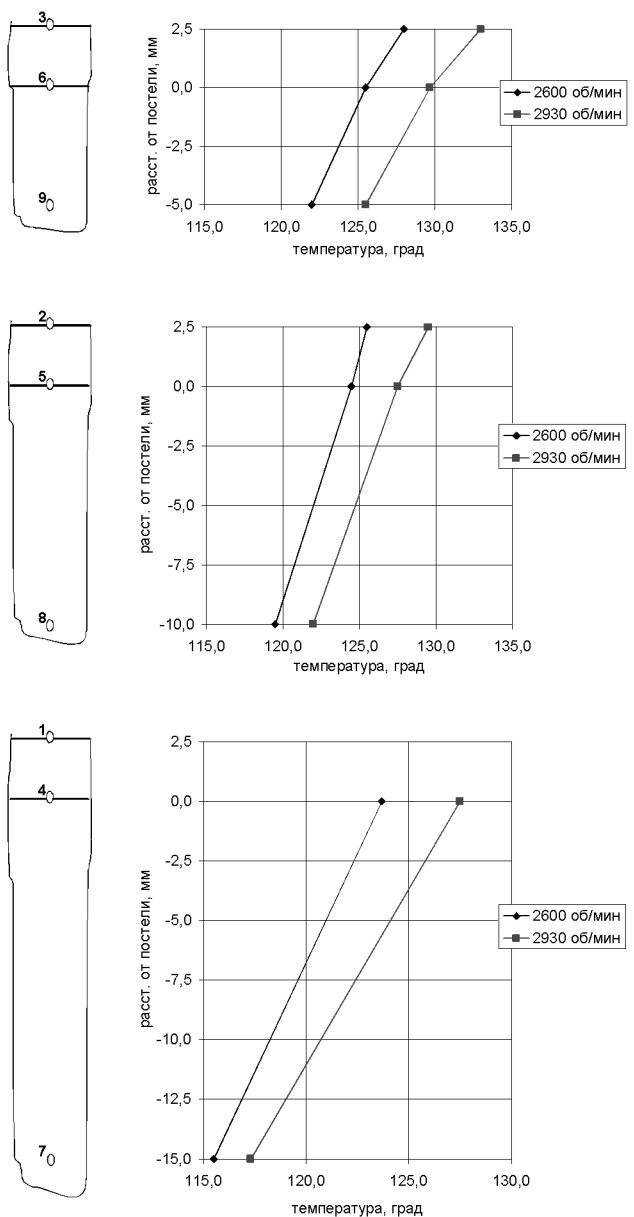 3
6
9
расст. от постели, мм
2,5
0,0
-2,5
-5,0
115,0 120,0 125,0 130,0 135,0
температура, град
2600 об/мин
2930 об/мин
2
5
8
расст. от постели, мм
2,5
0,0
-2,5
-5,0
-7,5
-10,0
115,0 120,0 125,0 130,0 135,0
температура, град
2600 об/мин
2930 об/мин
1
4
7
расст. от постели, мм
2,5
0,0
-2,5
-5,0
-7,5
-10,0
-12,5
-15,0
115,0 120,0 125,0 130,0
температура, град
2600 об/мин
2930 об/мин